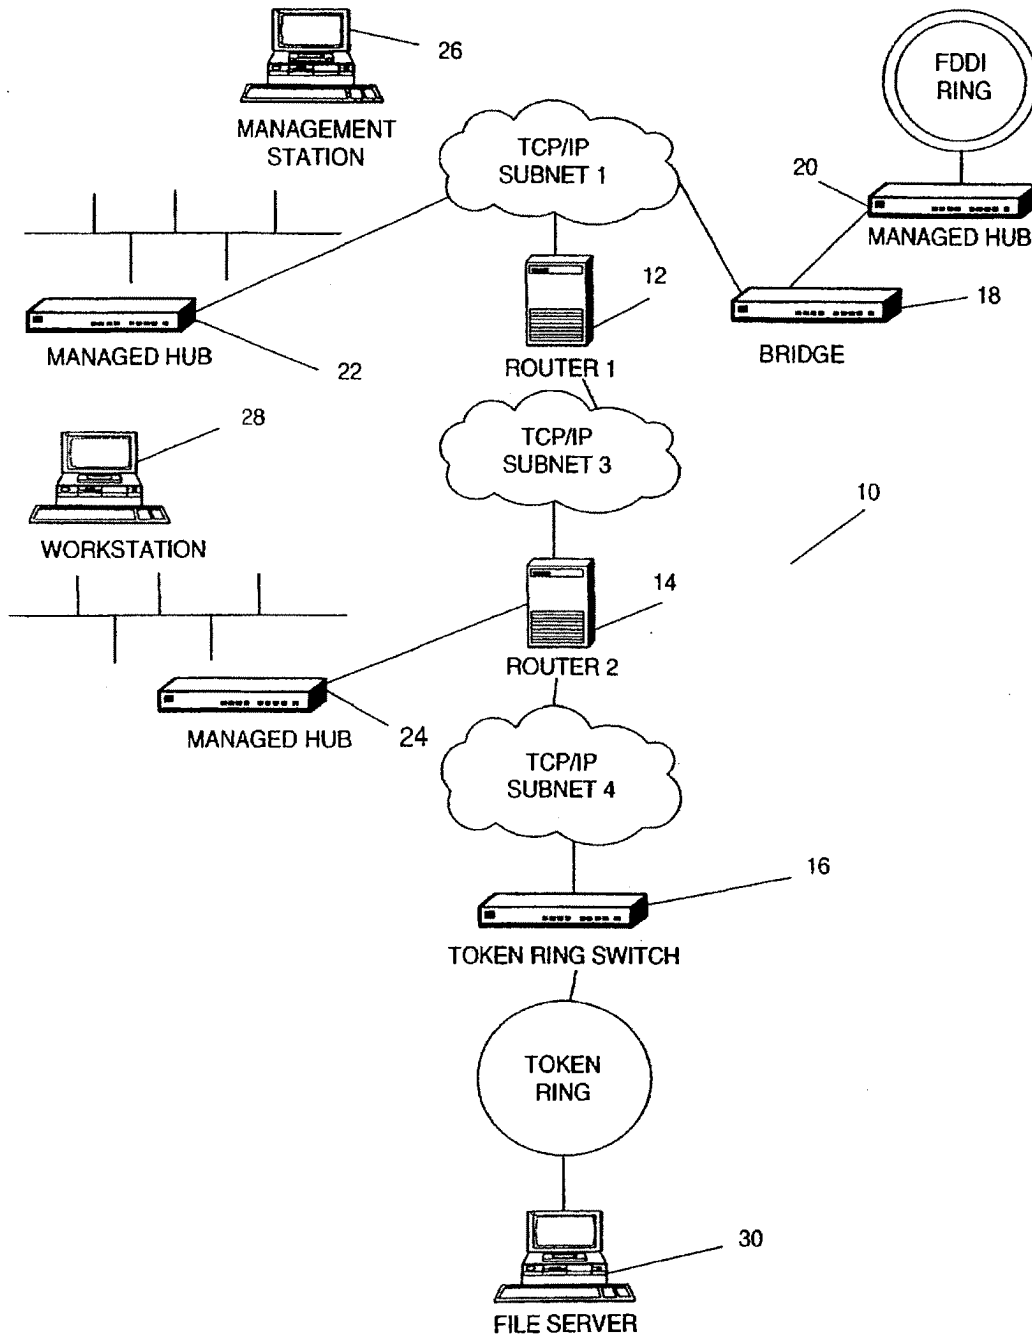 26
MANAGEMENT
STATION
FDDI
RING
TCP/IP
SUBNET 1
20
MANAGED HUB
12
18
ROUTER 1
BRIDGE
MANAGED HUB
22
28
WORKSTATION
TCP/IP
SUBNET 3
10
14
ROUTER 2
MANAGED HUB
24
TCP/IP
SUBNET 4
16
TOKEN RING SWITCH
TOKEN
RING
30
FILE SERVER